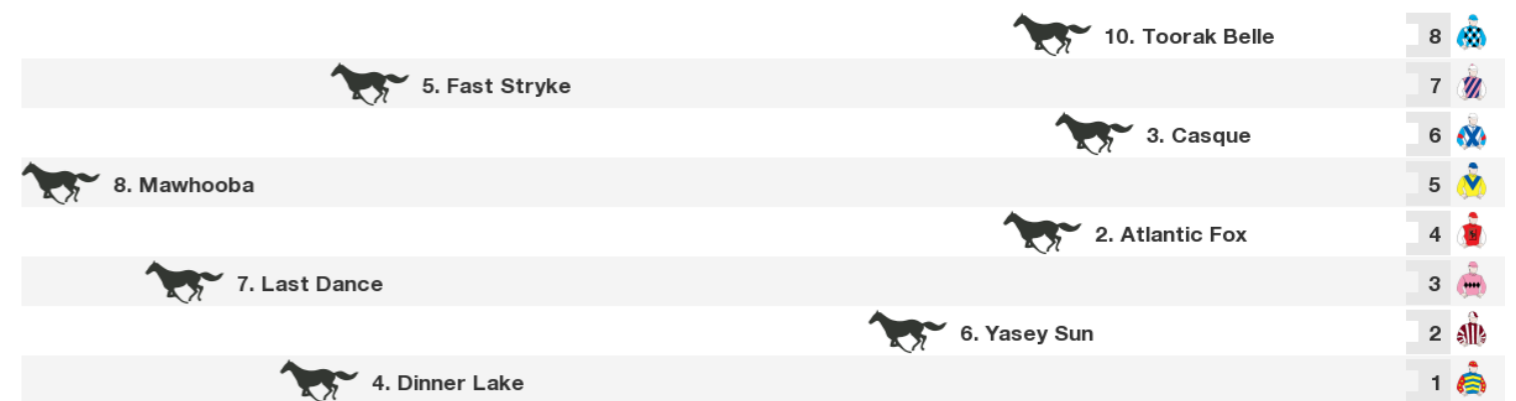 10. Toorak Belle 8
5. Fast Stryke 7
3. Casque 6
8. Mawhooba 5
2. Atlantic Fox 4
7. Last Dance 3
6. Yasey Sun 2
4. Dinner Lake 1